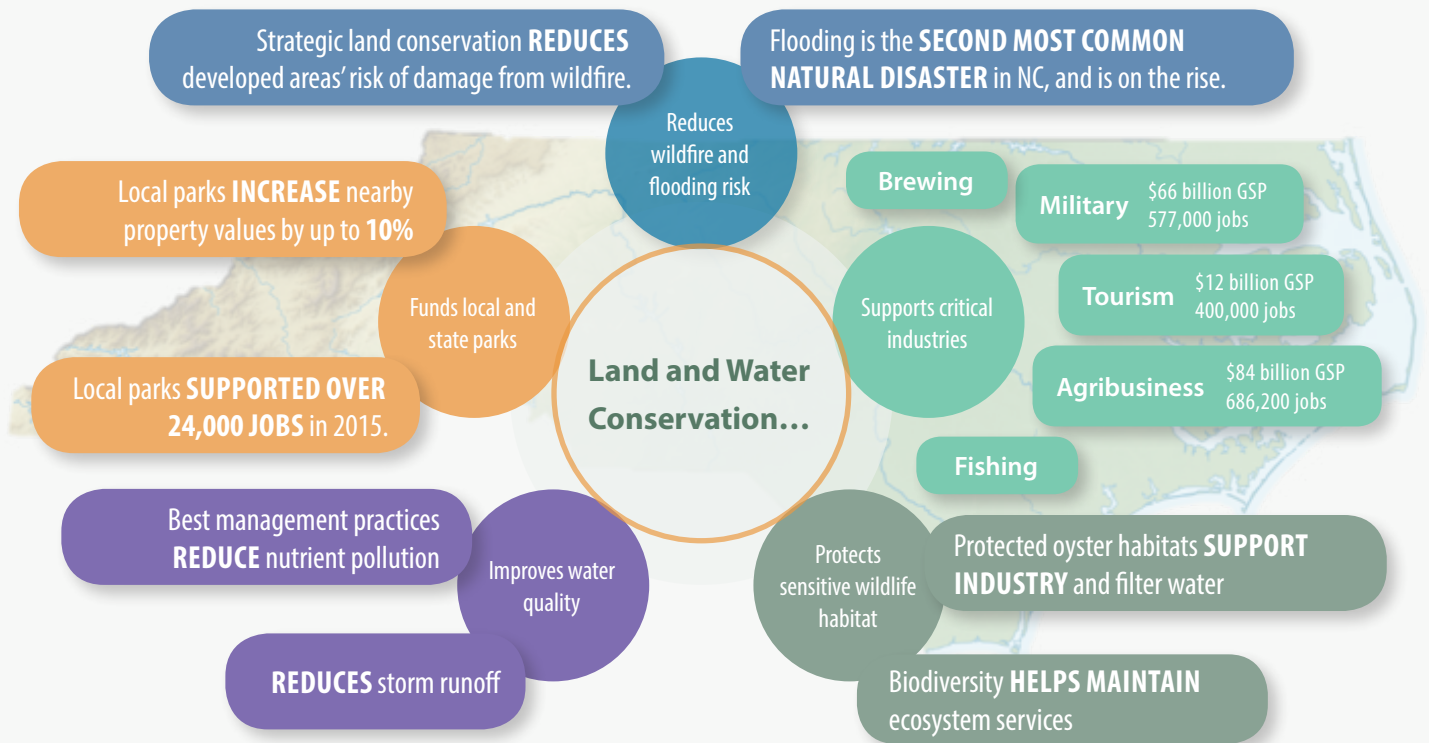 Strategic land conservation REDUCES
developed areas’ risk of damage from wildfire.
Flooding is the SECOND MOST COMMON
NATURAL DISASTER in NC, and is on the rise.
Reduces
wildfire and
flooding risk
Local parks INCREASE nearby
property values by up to 10%
Funds local and
state parks
Local parks SUPPORTED OVER
24,000 JOBS in 2015.
Land and Water
Conservation…
Supports critical
industries
Brewing
Military
$66 billion GSP
577,000 jobs
Tourism
$12 billion GSP
400,000 jobs
Agribusiness
$84 billion GSP
686,200 jobs
Fishing
Best management practices
REDUCE nutrient pollution
Improves water
quality
REDUCES storm runoff
Protects
sensitive wildlife
habitat
Protected oyster habitats SUPPORT
INDUSTRY and filter water
Biodiversity HELPS MAINTAIN
ecosystem services